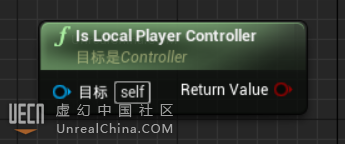 f Is Local Player Controller
目标是Controller
目标 self Return Value
UECN 虚幻中国社区
UnrealChina.COM